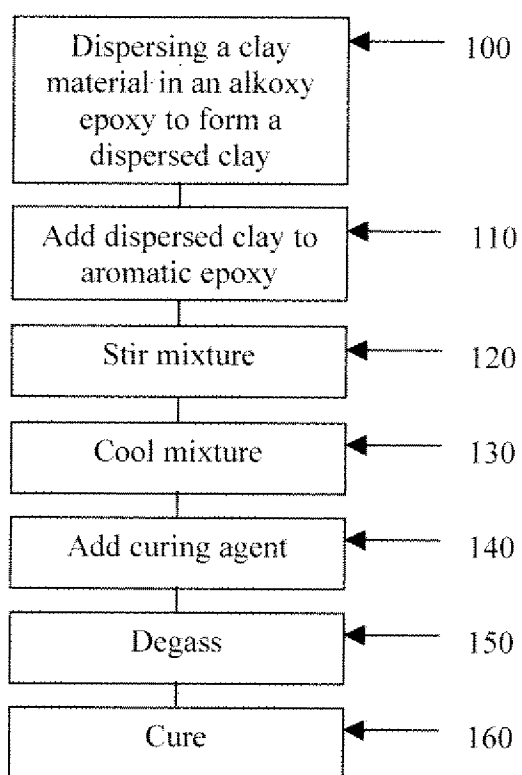 Dispersing a clay
material in an alkoxy
epoxy to form a
dispersed clay
100
Add dispersed clay to
aromatic epoxy
110
Stir mixture
120
Cool mixture
130
Add curing agent
140
Degass
150
Cure
160